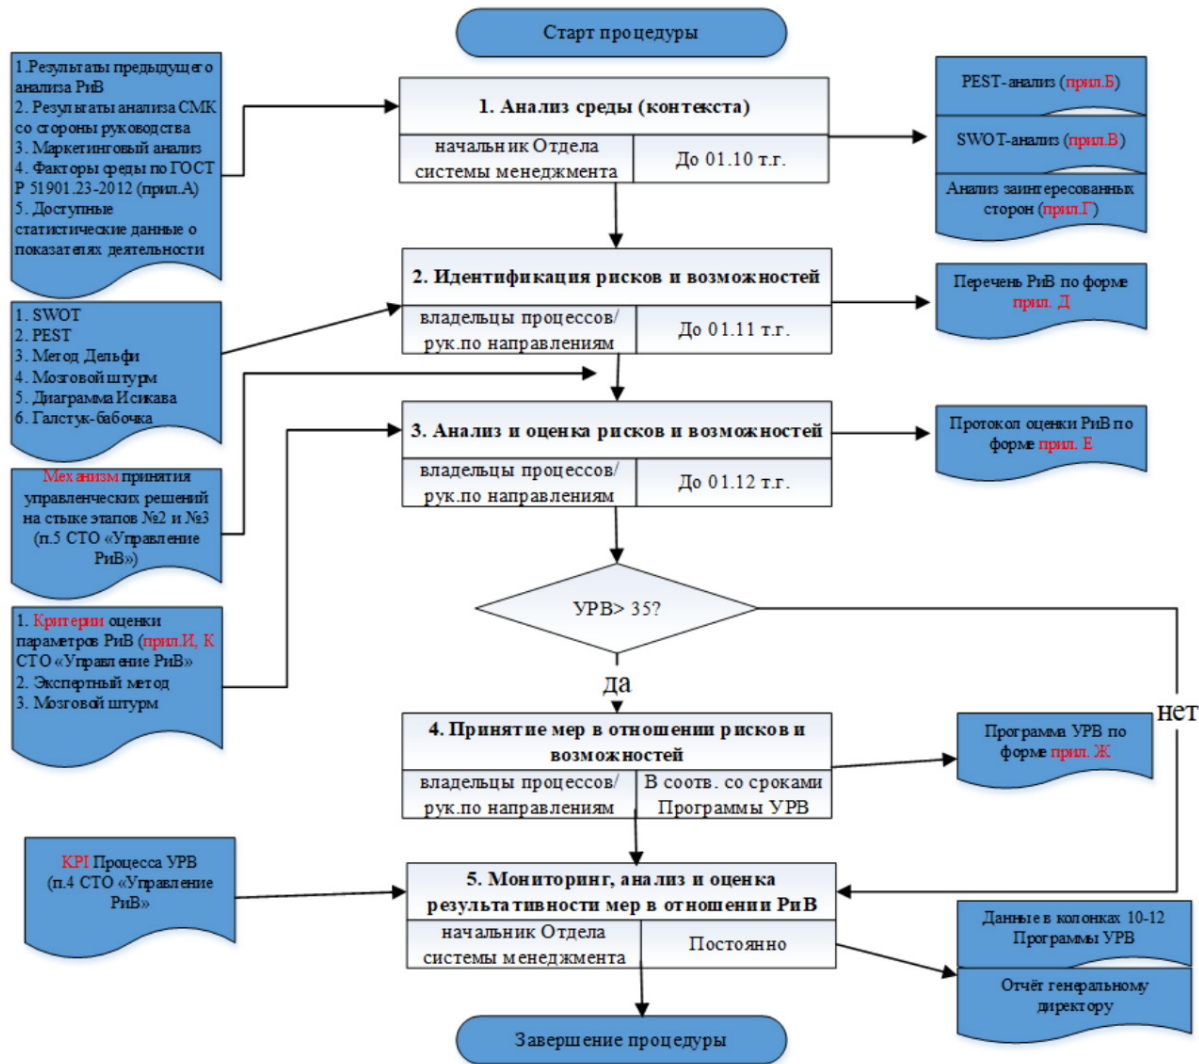 Старт процедуры
1.Результаты предыдущего
анализа РиВ
2. Результаты анализа СМК
со стороны руководства
3. Маркетинговый анализ
4. Факторы среды по ГОСТ
Р 51901.23-2012 (прил.А)
5. Доступные
статистические данные о
показателях деятельности
1. Анализ среды (контекста)
начальник Отдела
системы менеджмента
До 01.10 т.г.
PEST-анализ (прил.Б)
SWOT-анализ (прил.В)
Анализ заинтересованных
сторон (прил.Г)
1. SWOT
2. PEST
3. Метод Дельфи
4. Мозговой штурм
5. Диаграмма Исикава
6. Галстук-бабочка
2. Идентификация рисков и возможностей
владельцы процессов/
рук.по направлениям
До 01.11 т.г.
Перечень РиВ по форме
прил. Д
Механизм принятия
управленческих решений
на стыке этапов №2 и №3
(п.5 СТО «Управление
РиВ»)
3. Анализ и оценка рисков и возможностей
владельцы процессов/
рук.по направлениям
До 01.12 т.г.
Протокол оценки РиВ по
форме прил. Е
1. Критерии оценки
параметров РиВ (прил.И, К
СТО «Управление РиВ»
2. Экспертный метод
3. Мозговой штурм
УРВ> 35?
да
нет
4. Принятие мер в отношении рисков и
возможностей
владельцы процессов/
рук.по направлениям
В соотв. со сроками
Программы УРВ
Программа УРВ по
форме прил. Ж
KPI Процесса УРВ
(п.4 СТО «Управление
РиВ»
5. Мониторинг, анализ и оценка
результативности мер в отношении РиВ
начальник Отдела
системы менеджмента
Постоянно
Данные в колонках 10-12
Программы УРВ
Отчёт генеральному
директору
Завершение процедуры